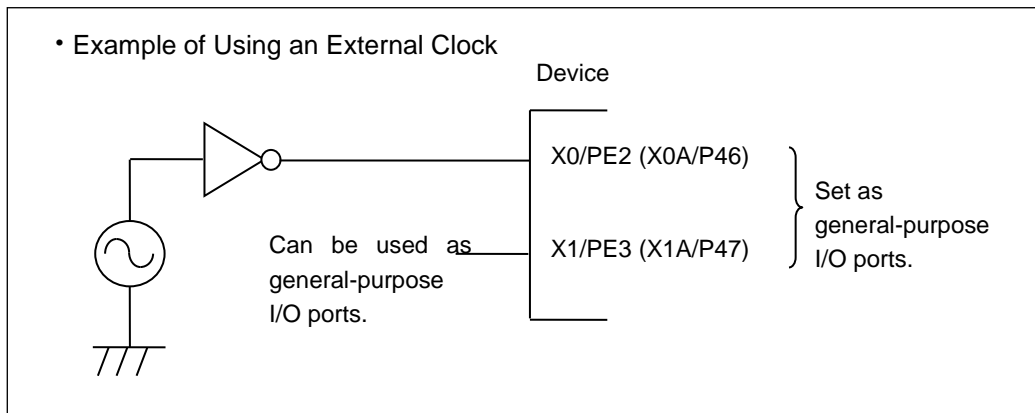 ・Example of Using an External Clock
Device
X0/PE2 (X0A/P46)
X1/PE3 (X1A/P47)
Set as
general-purpose
I/O ports.
Can be used as
general-purpose
I/O ports.